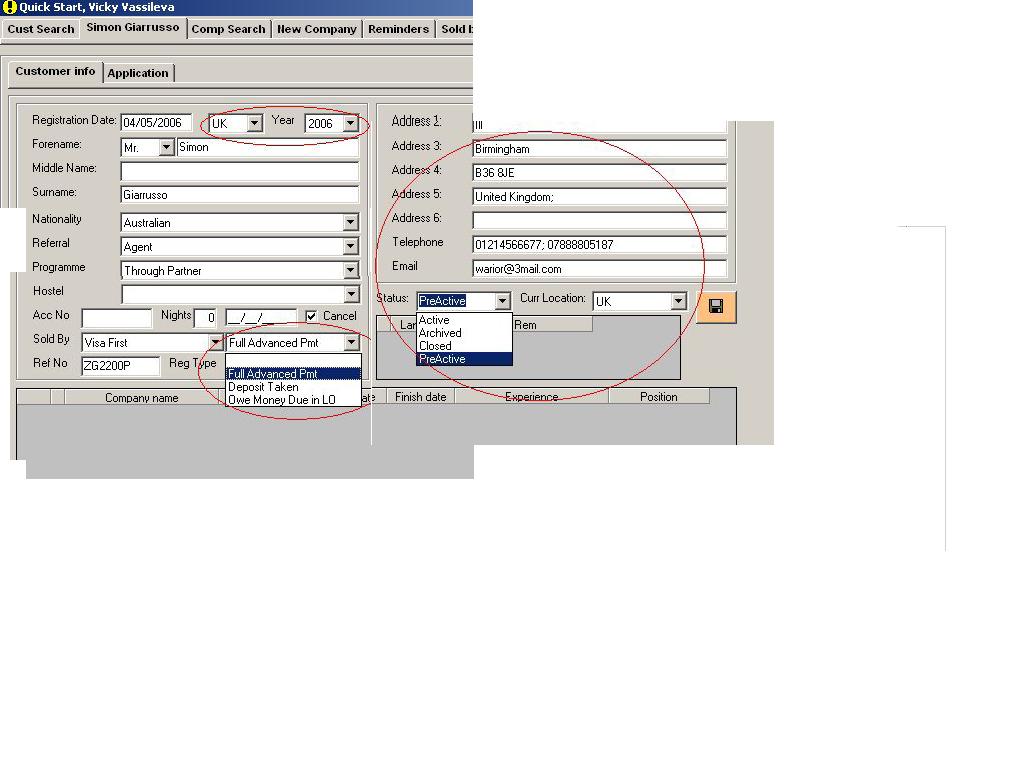 Quick Start, Vicky Vassileva
Cust Search Simon Giarrusso Comp Search New Company Reminders Sold b
Customer info Application
Registration Date: 04/05/2006 UK Year 2006
Forename: Mr. Simon
Middle Name:
Surname: Giarrusso
Nationality Australian
Referral Agent
Programme Through Partner
Hostel
Acc No Nights 0 __/__/__ Cancel
Sold By Visa First Full Advanced Pmt
Ref No ZG2200P Reg Type
Full Advanced Pmt
Deposit Taken
Owe Money Due in LO
Address 1:
Address 3: Birmingham
Address 4: B36 8JE
Address 5: United Kingdom;
Address 6:
Telephone 01214566677; 07888805187
Email warior@3mail.com
Status: PreActive Curr Location: UK
Lan Rem
Active
Archived
Closed
PreActive
Company name ate Finish date Experience Position